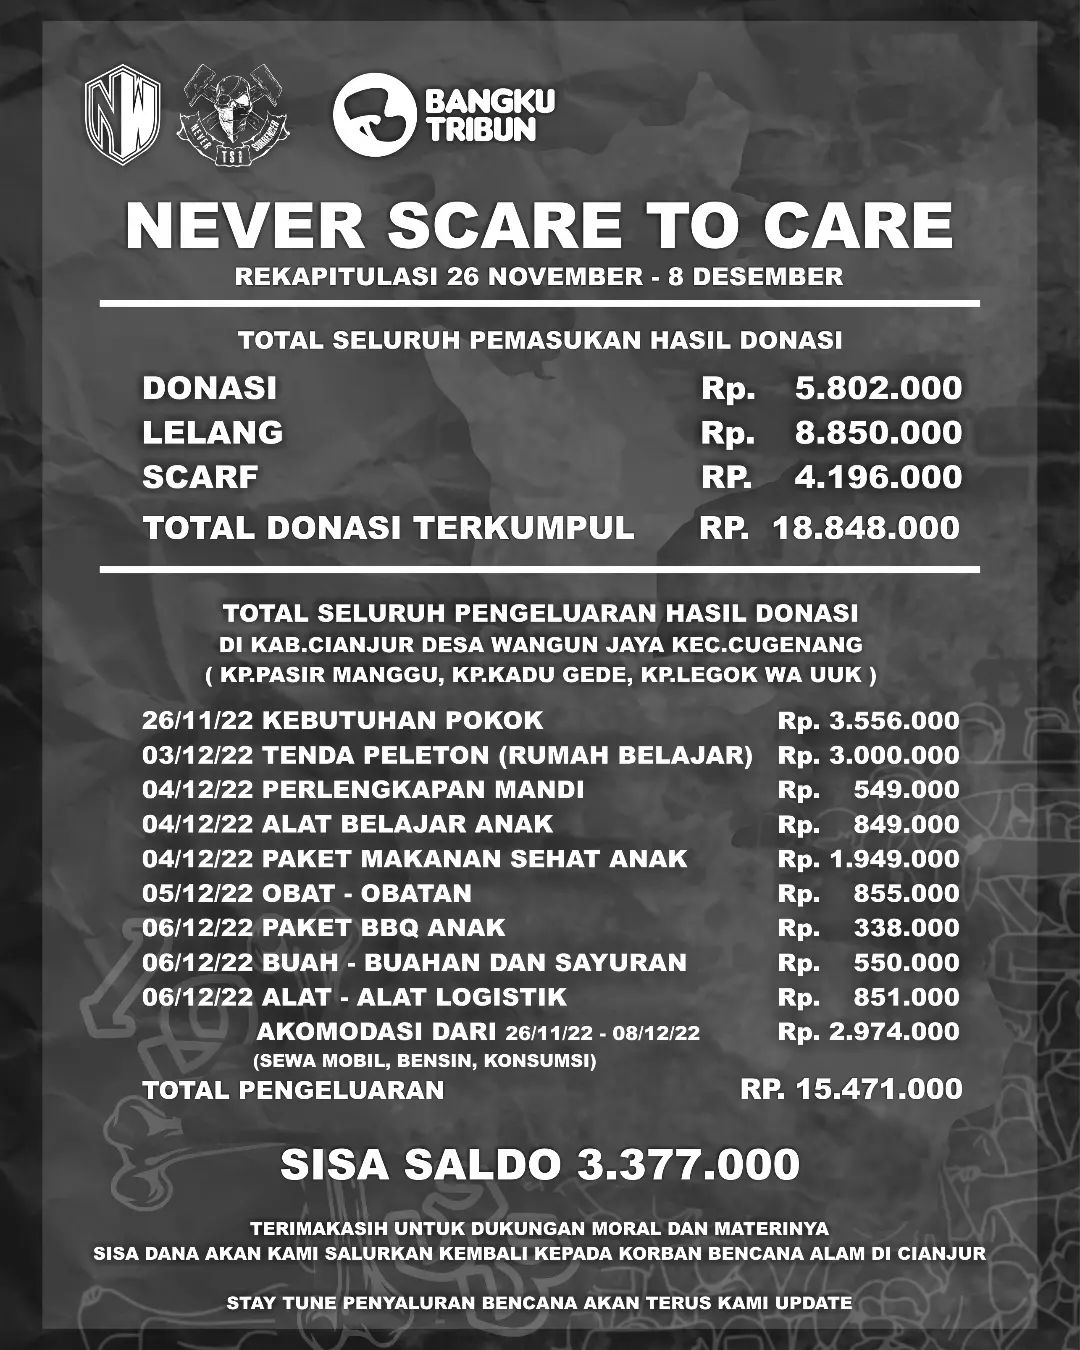 NW
NEVER TSI SURRENDER
BANGKU
TRIBUN
NEVER SCARE TO CARE
REKAPITULASI 26 NOVEMBER - 8 DESEMBER
TOTAL SELURUH PEMASUKAN HASIL DONASI
DONASI Rp. 5.802.000
LELANG Rp. 8.850.000
SCARF RP. 4.196.000
TOTAL DONASI TERKUMPUL RP. 18.848.000
TOTAL SELURUH PENGELUARAN HASIL DONASI
DI KAB.CIANJUR DESA WANGUN JAYA KEC.CUGENANG
( KP.PASIR MANGGU, KP.KADU GEDE, KP.LEGOK WA UUK )
26/11/22 KEBUTUHAN POKOK Rp. 3.556.000
03/12/22 TENDA PELETON (RUMAH BELAJAR) Rp. 3.000.000
04/12/22 PERLENGKAPAN MANDI Rp. 549.000
04/12/22 ALAT BELAJAR ANAK Rp. 849.000
04/12/22 PAKET MAKANAN SEHAT ANAK Rp. 1.949.000
05/12/22 OBAT - OBATAN Rp. 855.000
06/12/22 PAKET BBQ ANAK Rp. 338.000
06/12/22 BUAH - BUAHAN DAN SAYURAN Rp. 550.000
06/12/22 ALAT - ALAT LOGISTIK Rp. 851.000
AKOMODASI DARI 26/11/22 - 08/12/22 Rp. 2.974.000
(SEWA MOBIL, BENSIN, KONSUMSI)
TOTAL PENGELUARAN RP. 15.471.000
SISA SALDO 3.377.000
TERIMAKASIH UNTUK DUKUNGAN MORAL DAN MATERINYA
SISA DANA AKAN KAMI SALURKAN KEMBALI KEPADA KORBAN BENCANA ALAM DI CIANJUR
STAY TUNE PENYALURAN BENCANA AKAN TERUS KAMI UPDATE